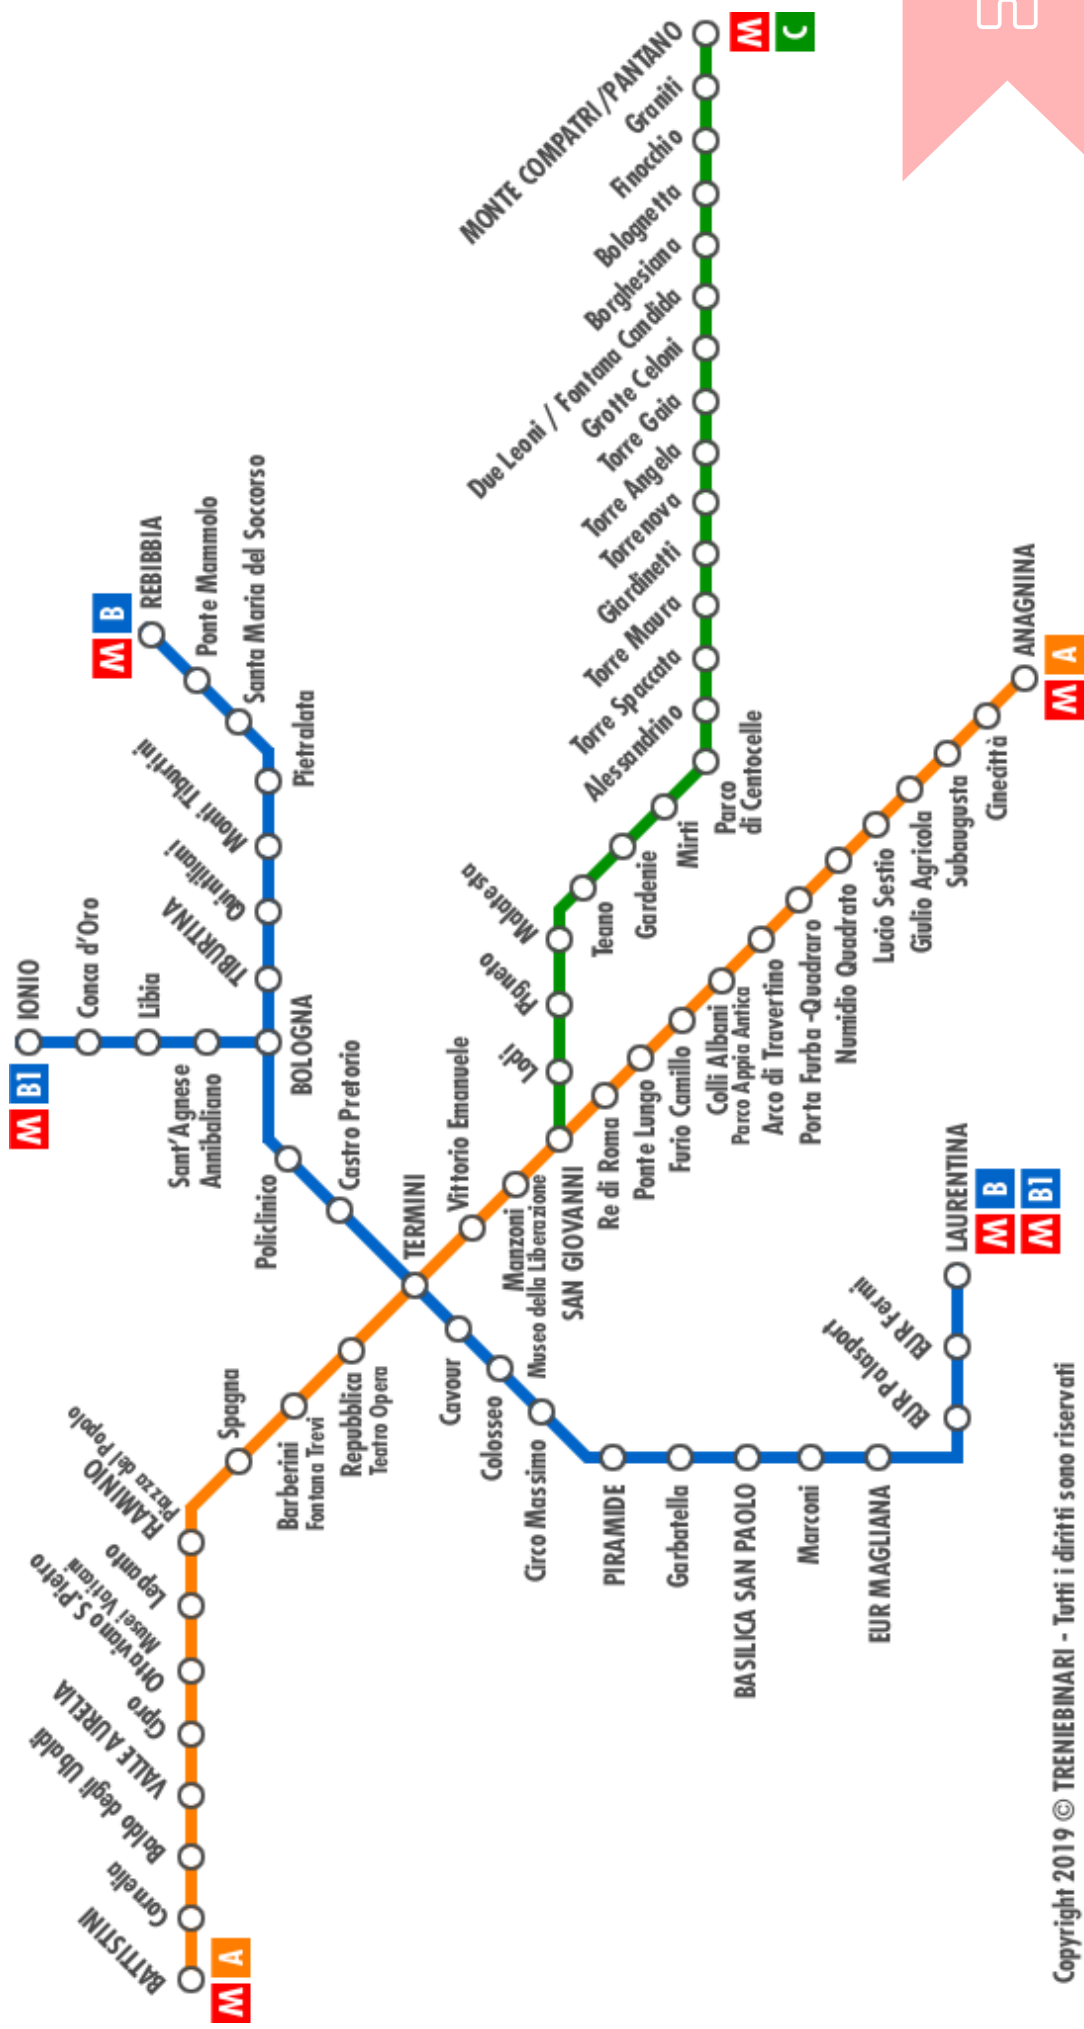 M B1
IONIO
Conca d'Oro
Libia
Sant'Agnese
Annibaliano
BOLOGNA
M B
REBIBBIA
Ponte Mammolo
Santa Maria del Soccorso
Pietralata
Monti Tiburtini
Quintiliani
TIBURTINA
Policlinico
Castro Pretorio
TERMINI
Cavour
Colosseo
Circo Massimo
PIRAMIDE
Garbatella
BASILICA SAN PAOLO
Marconi
EUR MAGLIANA
EUR Palasport
EUR Fermi
LAURENTINA
M B
M B1
M A
BATTISTINI
Cornelia
Baldo degli Ubaldi
VALLE AURELIA
Cipro
Ottaviano S.Pietro
Musei Vaticani
Lepanto
FLAMINIO
Piazza del Popolo
Spagna
Barberini
Fontana Trevi
Repubblica
Teatro Opera
Vittorio Emanuele
Manzoni
Museo della Liberazione
SAN GIOVANNI
Re di Roma
Ponte Lungo
Furio Camillo
Colli Albani
Parco Appia Antica
Arco di Travertino
Porta Furba -Quadraro
Numidio Quadrato
Lucio Sestio
Giulio Agricola
Subaugusta
Cinecittà
ANAGNINA
M A
Lodi
Pigneto
Malatesta
Teano
Gardenie
Mirti
Parco
di Centocelle
Alessandrino
Torre Spaccata
Torre Maura
Giardinetti
Torrenova
Torre Angela
Torre Gaia
Grotte Celoni
Due Leoni / Fontana Candida
Borghesiana
Bolognetta
Finocchio
Graniti
MONTE COMPATRI/PANTANO
M C
Copyright 2019 © TRENIEBINARI - Tutti i diritti sono riservati